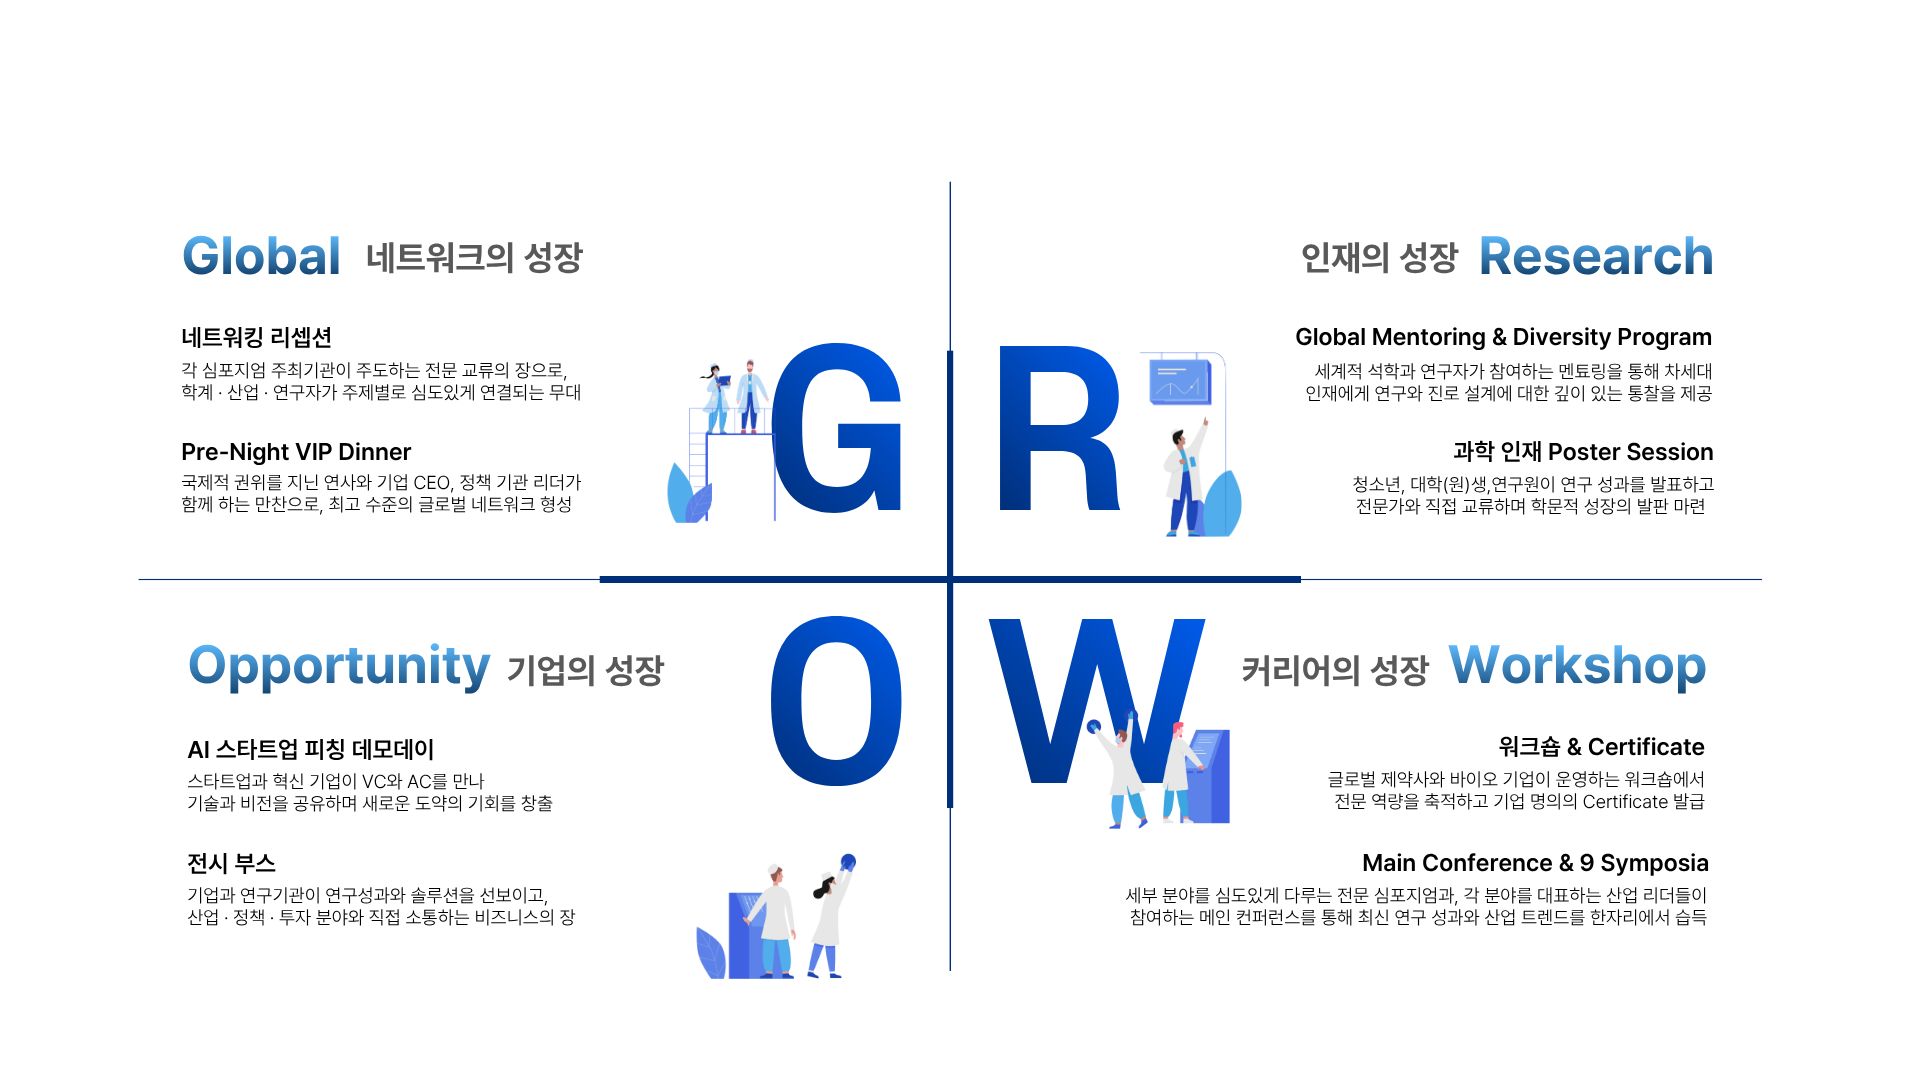 Global 네트워크의 성장
네트워킹 리셉션
각 심포지엄 주최기관이 주도하는 전문 교류의 장으로,
학계 · 산업 · 연구자가 주제별로 심도있게 연결되는 무대
Pre-Night VIP Dinner
국제적 권위를 지닌 연사와 기업 CEO, 정책 기관 리더가
함께 하는 만찬으로, 최고 수준의 글로벌 네트워크 형성
G
R
인재의 성장 Research
Global Mentoring & Diversity Program
세계적 석학과 연구자가 참여하는 멘토링을 통해 차세대
인재에게 연구와 진로 설계에 대한 깊이 있는 통찰을 제공
과학 인재 Poster Session
청소년, 대학(원)생,연구원이 연구 성과를 발표하고
전문가와 직접 교류하며 학문적 성장의 발판 마련
Opportunity 기업의 성장
AI 스타트업 피칭 데모데이
스타트업과 혁신 기업이 VC와 AC를 만나
기술과 비전을 공유하며 새로운 도약의 기회를 창출
전시 부스
기업과 연구기관이 연구성과와 솔루션을 선보이고,
산업 · 정책 · 투자 분야와 직접 소통하는 비즈니스의 장
O
W
커리어의 성장 Workshop
워크숍 & Certificate
글로벌 제약사와 바이오 기업이 운영하는 워크숍에서
전문 역량을 축적하고 기업 명의의 Certificate 발급
Main Conference & 9 Symposia
세부 분야를 심도있게 다루는 전문 심포지엄과, 각 분야를 대표하는 산업 리더들이
참여하는 메인 컨퍼런스를 통해 최신 연구 성과와 산업 트렌드를 한자리에서 습득